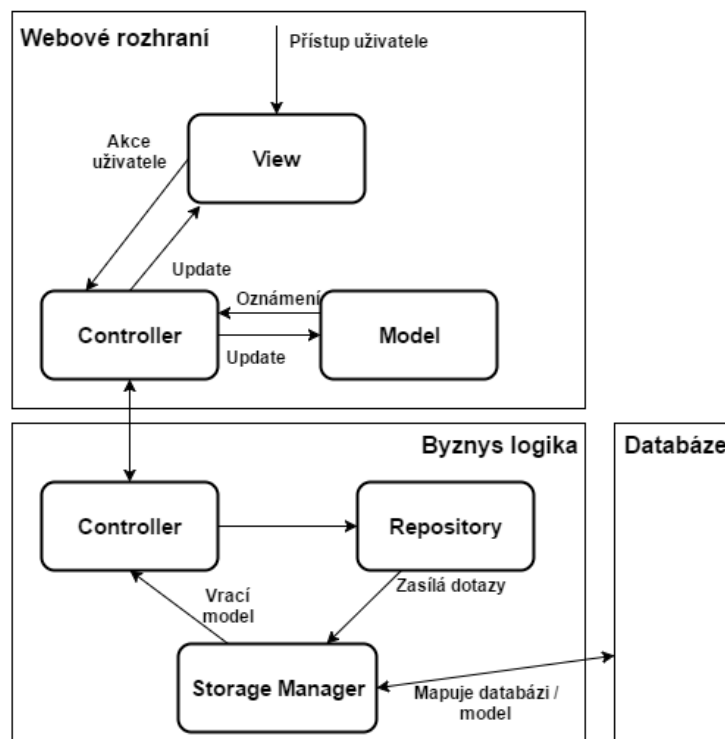 Webové rozhraní
Přístup uživatele
Akce
uživatele
View
Update
Oznámení
Controller
Model
Update
Byznys logika
Databáze
Controller
Repository
Zasílá dotazy
Vrací
model
Storage Manager
Mapuje databázi /
model